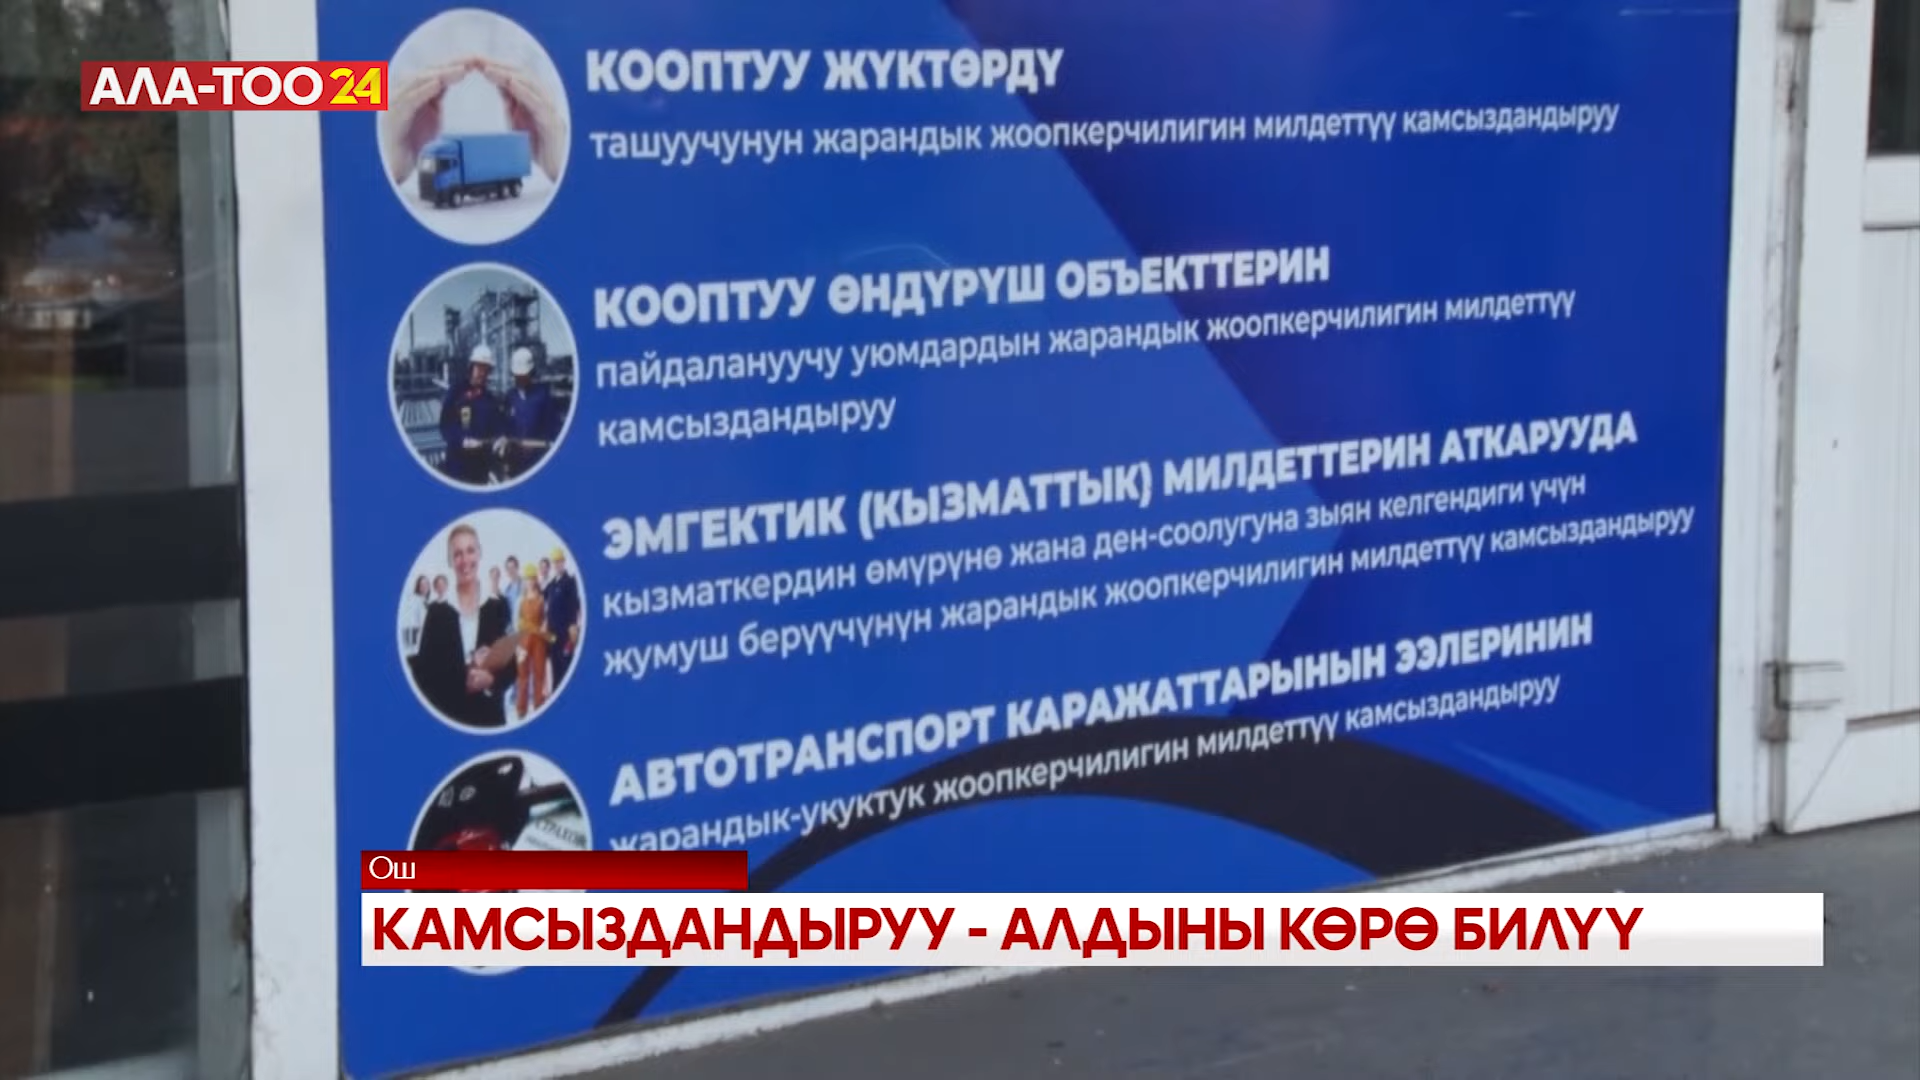 АЛА-ТОО 24
КООПТУУ ЖҮКТӨРДҮ
ташуучунун жарандык жоопкерчилигин милдеттүү камсыздандыруу
КООПТУУ ӨНДҮРҮШ ОБЪЕКТТЕРИН
пайдалануучу уюмдардын жарандык жоопкерчилигин милдеттүү
камсыздандыруу
ЭМГЕКТИК (КЫЗМАТТЫК) МИЛДЕТТЕРИН АТКАРУУДА
кызматкердин өмүрүнө жана ден-соолугуна зыян келгендиги үчүн
жумуш берүүчүнүн жарандык жоопкерчилигин милдеттүү камсыздандыруу
АВТОТРАНСПОРТ КАРАЖАТТАРЫНЫН ЭЭЛЕРИНИН
жарандык-укуктук жоопкерчилигин милдеттүү камсыздандыруу
Ош
КАМСЫЗДАНДЫРУУ - АЛДЫНЫ КӨРӨ БИЛҮҮ